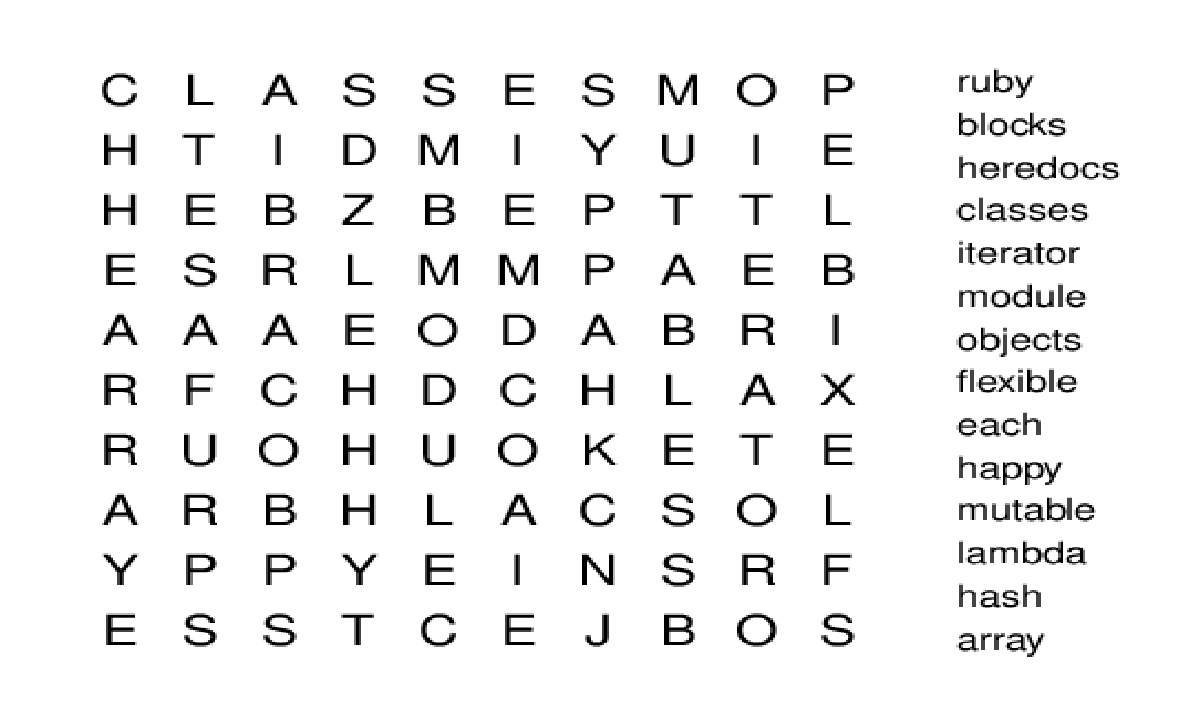 C L A S S E S M O P
H T I D M I Y U I E
H E B Z B E P T T L
E S R L M M P A E B
A A A E O D A B R I
R F C H D C H L A X
R U O H U O K E T E
A R B H L A C S O L
Y P P Y E I N S R F
E S S T C E J B O S
ruby
blocks
heredocs
classes
iterator
module
objects
flexible
each
happy
mutable
lambda
hash
array